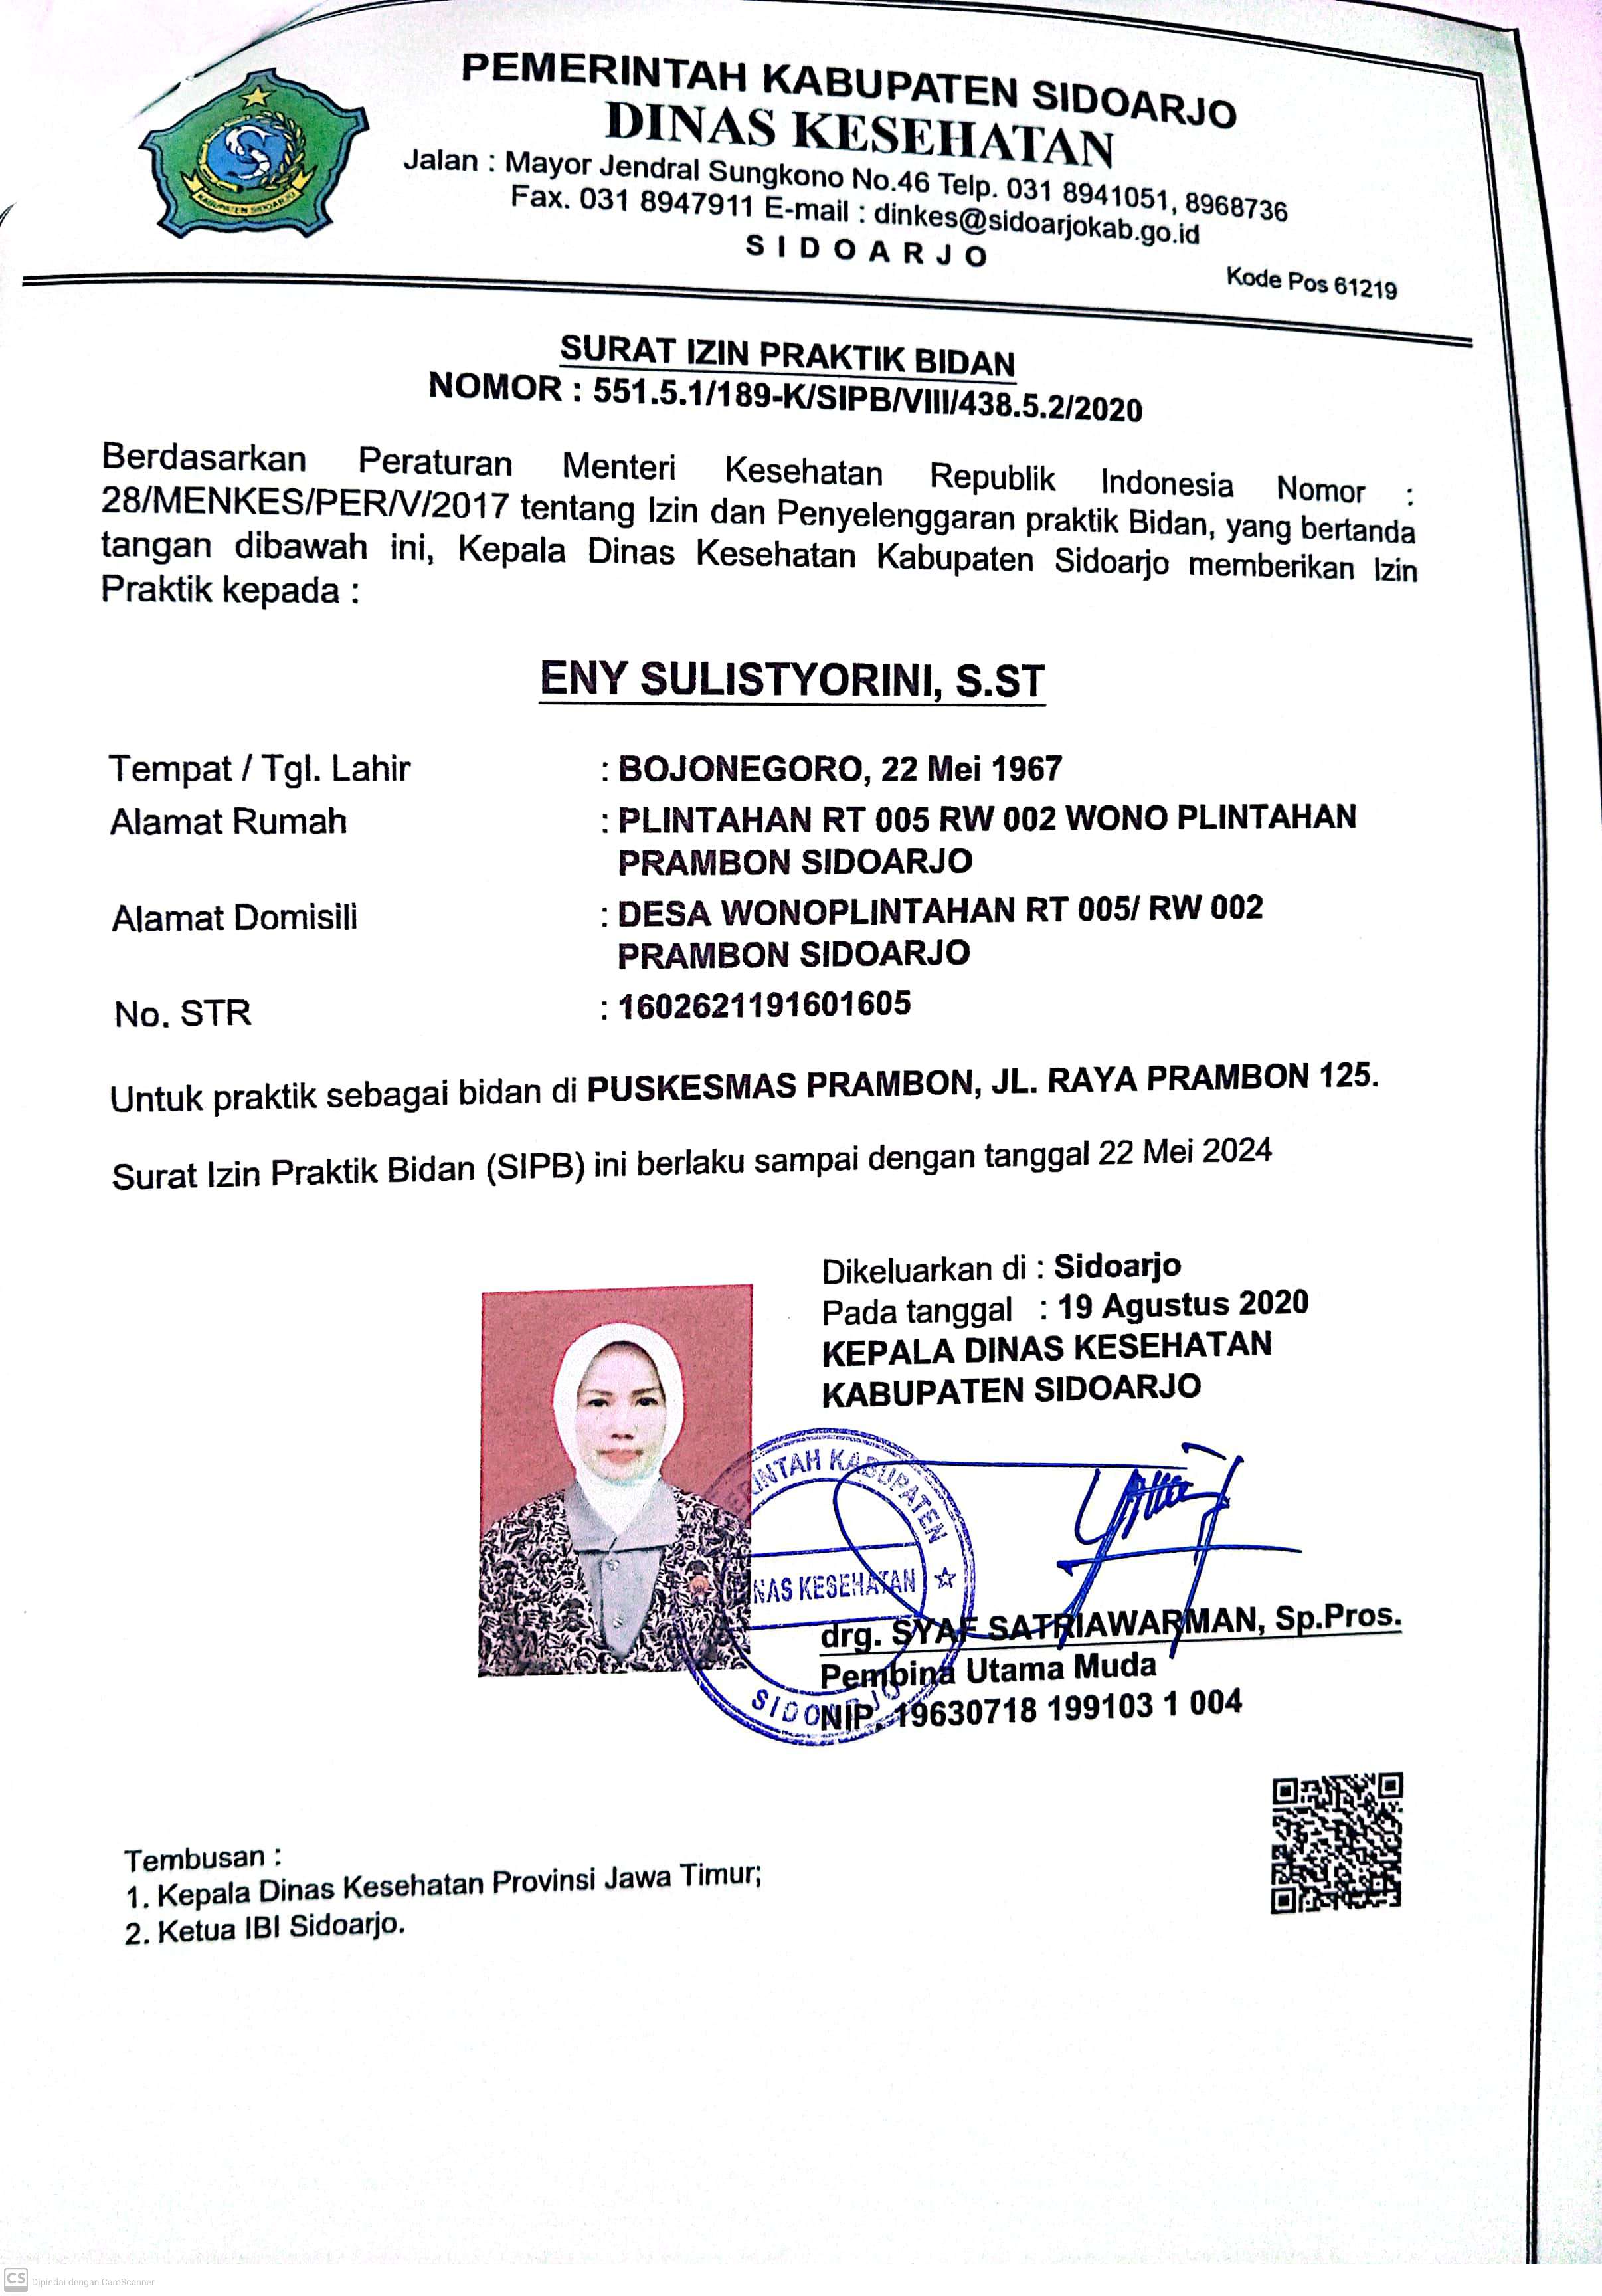 PEMERINTAH KABUPATEN SIDOARJO
DINAS KESEHATAN
Jalan : Mayor Jendral Sungkono No.46 Telp. 031 8941051, 8968736
Fax. 031 8947911 E-mail : dinkes@sidoarjokab.go.id
SIDOARJO
Kode Pos 61219
KABUPATEN SIDOARJO
SURAT IZIN PRAKTIK BIDAN
NOMOR : 551.5.1/189-K/SIPB/VIII/438.5.2/2020
Berdasarkan Peraturan Menteri Kesehatan Republik Indonesia Nomor :
28/MENKES/PER/V/2017 tentang Izin dan Penyelenggaran praktik Bidan, yang bertanda
tangan dibawah ini, Kepala Dinas Kesehatan Kabupaten Sidoarjo memberikan Izin
Praktik kepada :
ENY SULISTYORINI, S.ST
Tempat / Tgl. Lahir : BOJONEGORO, 22 Mei 1967
Alamat Rumah : PLINTAHAN RT 005 RW 002 WONO PLINTAHAN
PRAMBON SIDOARJO
Alamat Domisili : DESA WONOPLINTAHAN RT 005/ RW 002
PRAMBON SIDOARJO
No. STR : 1602621191601605
Untuk praktik sebagai bidan di PUSKESMAS PRAMBON, JL. RAYA PRAMBON 125.
Surat Izin Praktik Bidan (SIPB) ini berlaku sampai dengan tanggal 22 Mei 2024
Dikeluarkan di : Sidoarjo
Pada tanggal : 19 Agustus 2020
KEPALA DINAS KESEHATAN
KABUPATEN SIDOARJO
KABUPATEN
KESEHATAN
SIDOARJO
drg. SYAF SATRIAWARMAN, Sp.Pros.
Pembina Utama Muda
NIP. 19630718 199103 1 004
Tembusan :
1. Kepala Dinas Kesehatan Provinsi Jawa Timur;
2. Ketua IBI Sidoarjo.
CS Dipindai dengan CamScanner